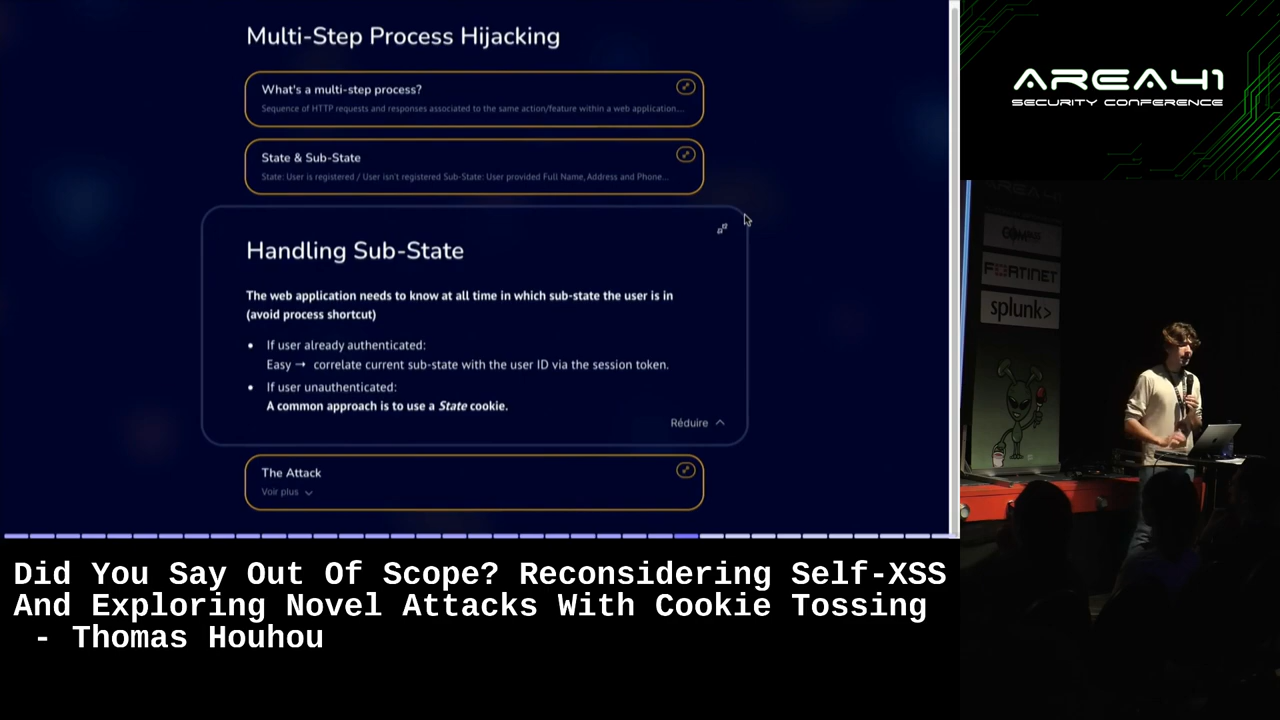 Multi-Step Process Hijacking
What's a multi-step process?
Sequence of HTTP requests and responses associated to the same action/feature within a web application...
State & Sub-State
State: User is registered / User isn't registered Sub-State: User provided Full Name, Address and Phone...
Handling Sub-State
The web application needs to know at all time in which sub-state the user is in
(avoid process shortcut)
• If user already authenticated:
Easy → correlate current sub-state with the user ID via the session token.
• If user unauthenticated:
A common approach is to use a State cookie.
Réduire
The Attack
Voir plus
AREA41
SECURITY CONFERENCE
AREA41
FORTINET
splunk>
Did You Say Out Of Scope? Reconsidering Self-XSS
And Exploring Novel Attacks With Cookie Tossing
- Thomas Houhou